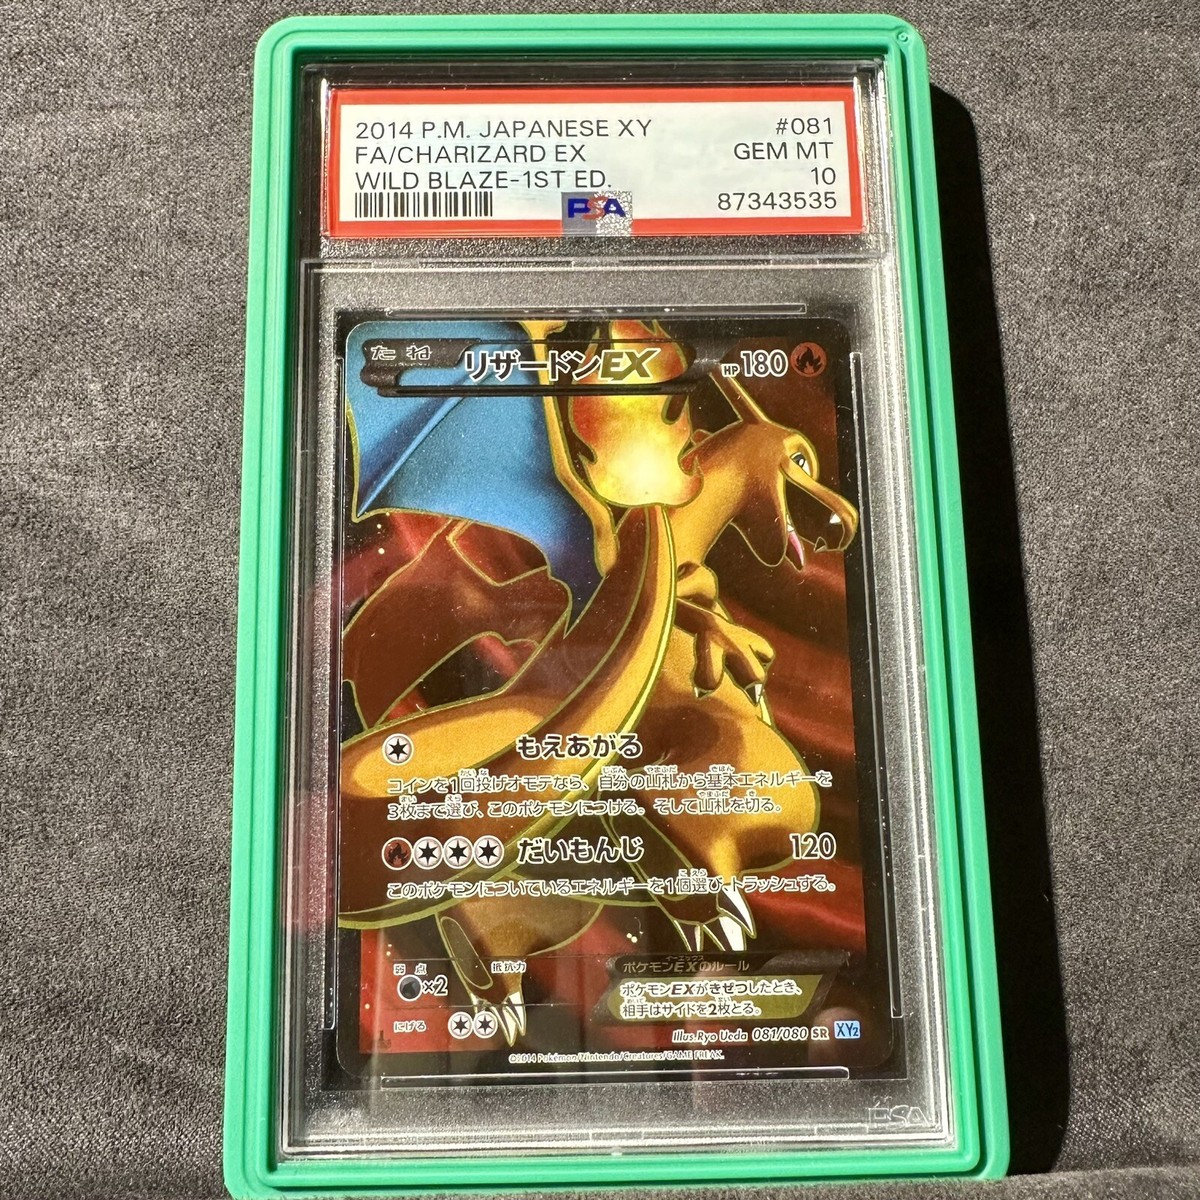 2014 P.M. JAPANESE XY #081
FA/CHARIZARD EX GEM MT
WILD BLAZE-1ST ED. 10
PSA 87343535
たね リザードンEX HP180
もえあがる
コインを1回投げオモテなら、自分の山札から基本エネルギーを
3枚まで選び、このポケモンにつける。そして山札を切る。
だいもんじ 120
このポケモンについているエネルギーを1個選び、トラッシュする。
弱点 抵抗力 ポケモンEXのルール
×2 ポケモンEXがきぜつしたとき、
相手はサイドを2枚とる。
にげる
Illus.Ryo Ueda 081/080 SR XY2
©2014 Pokémon/Nintendo/Creatures/GAME FREAK.
PSA